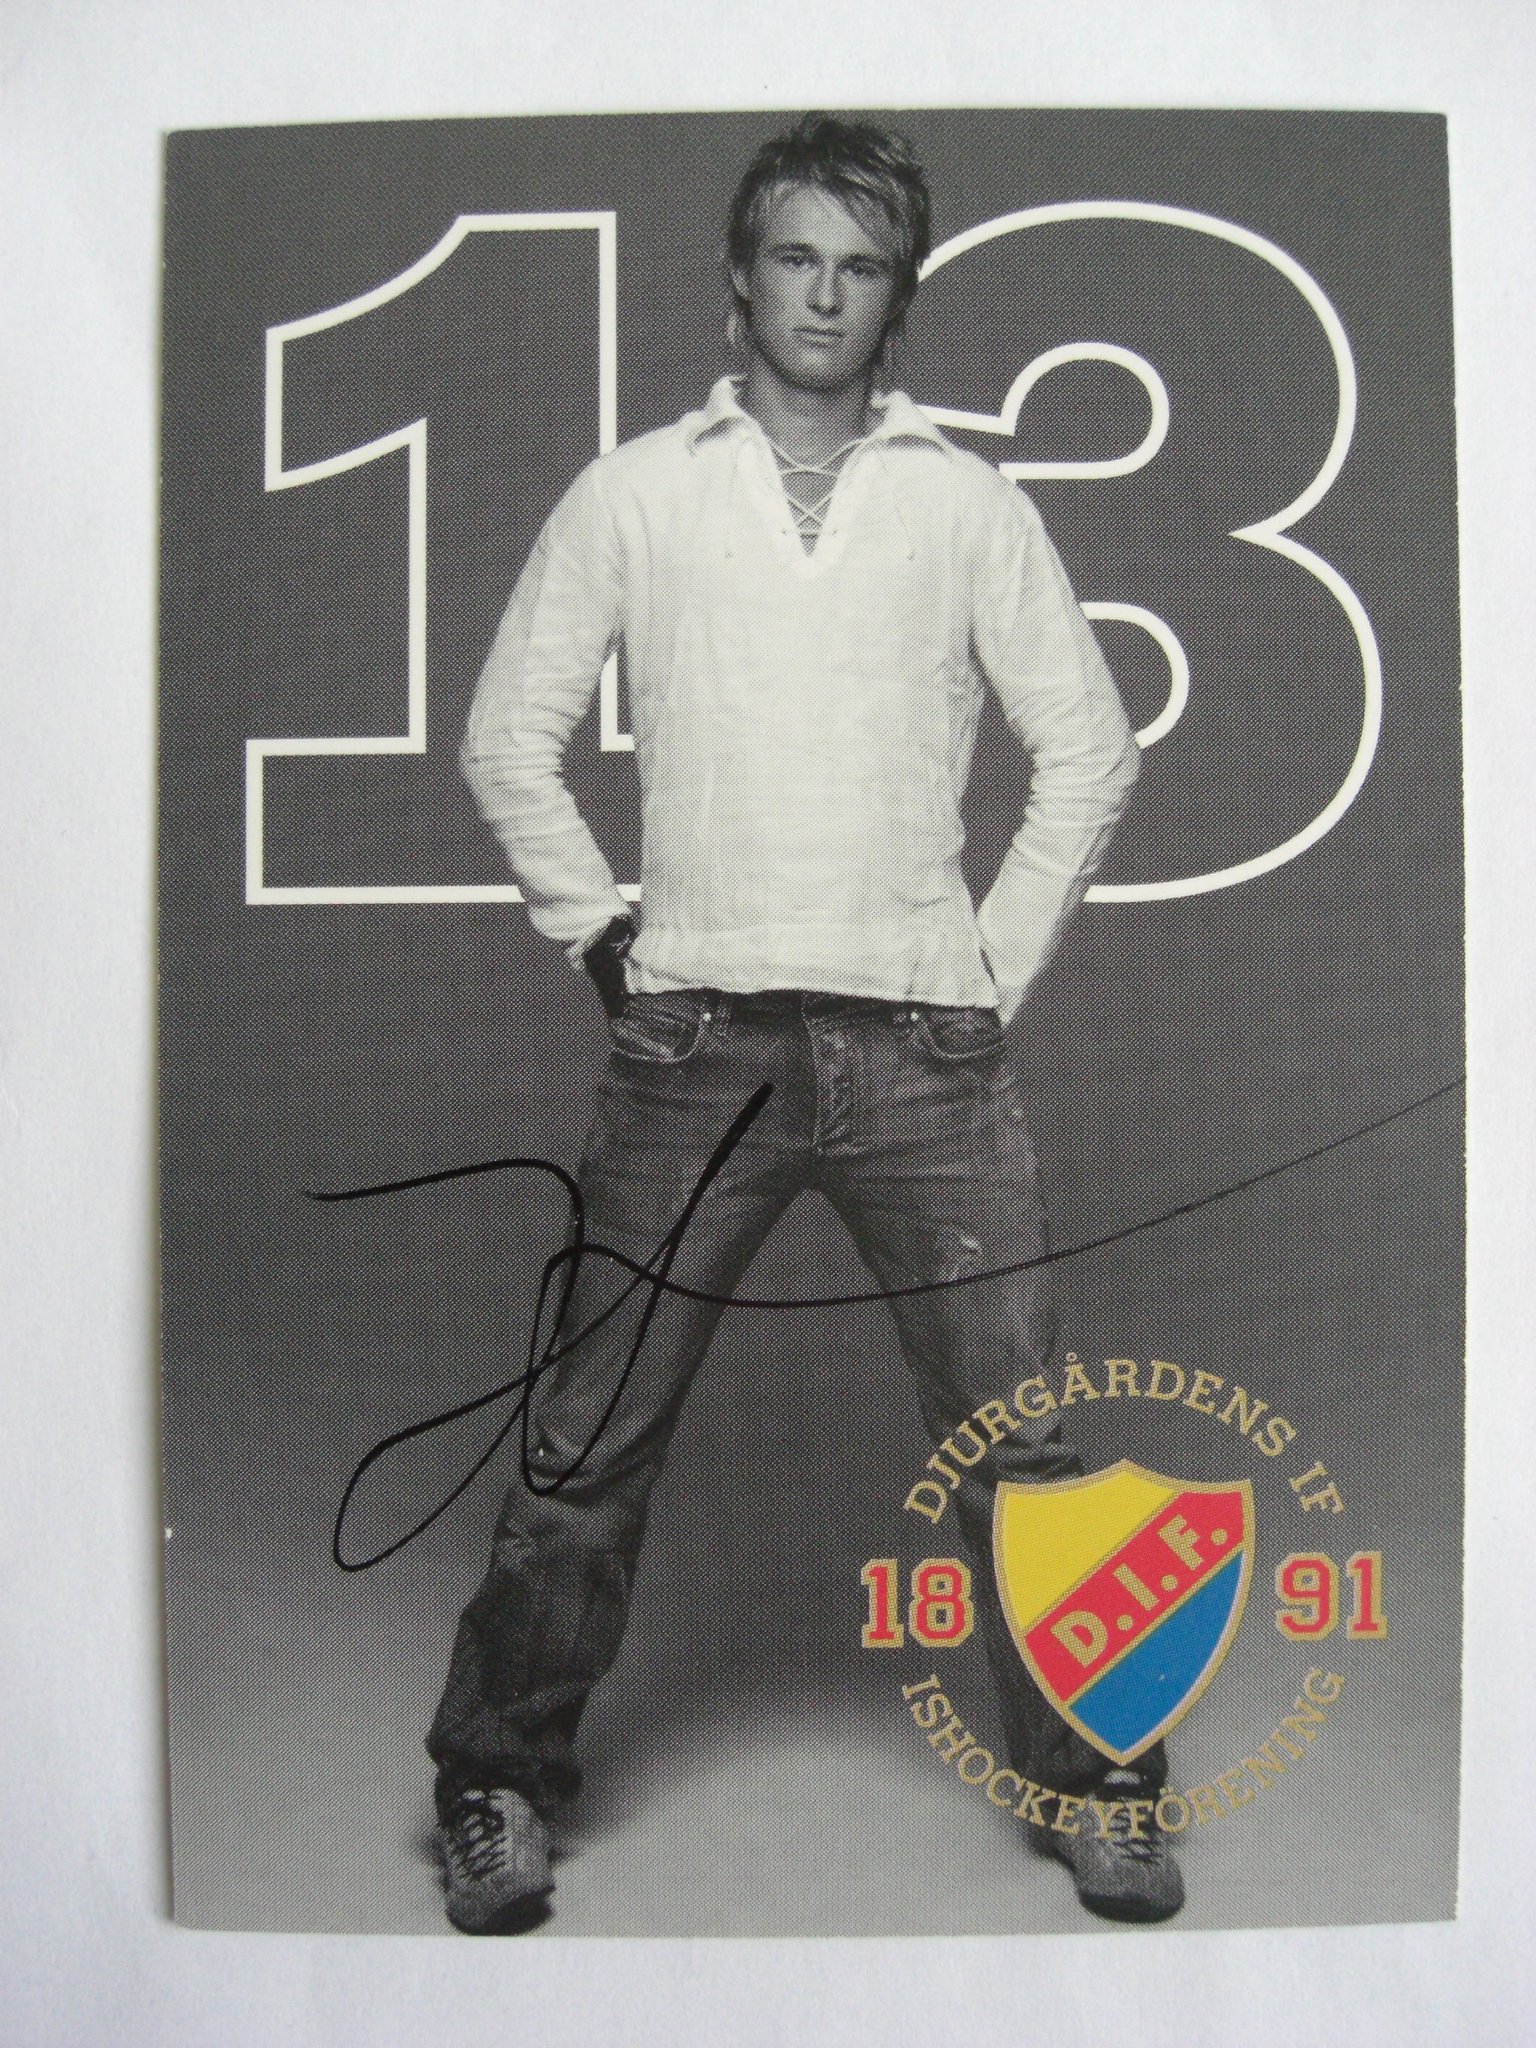 13
DJURGÅRDENS IF
18 91
D.I.F.
ISHOCKEYFÖRENING